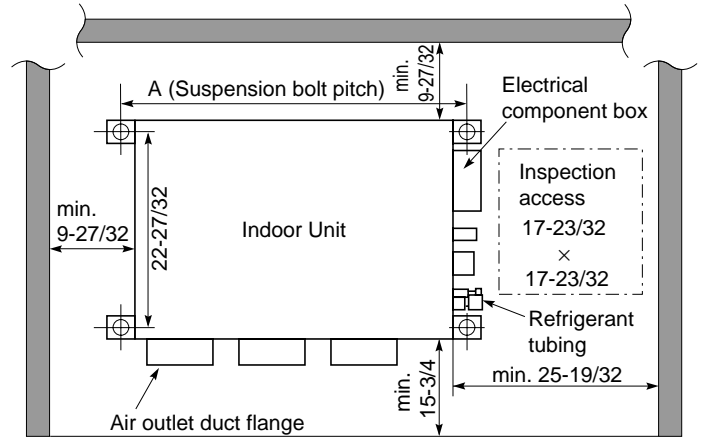 A (Suspension bolt pitch)
min.
9-27/32
Electrical
component box
min.
9-27/32
22-27/32
Indoor Unit
Inspection
access
17-23/32
×
17-23/32
Refrigerant
tubing
min.
15-3/4
min. 25-19/32
Air outlet duct flange